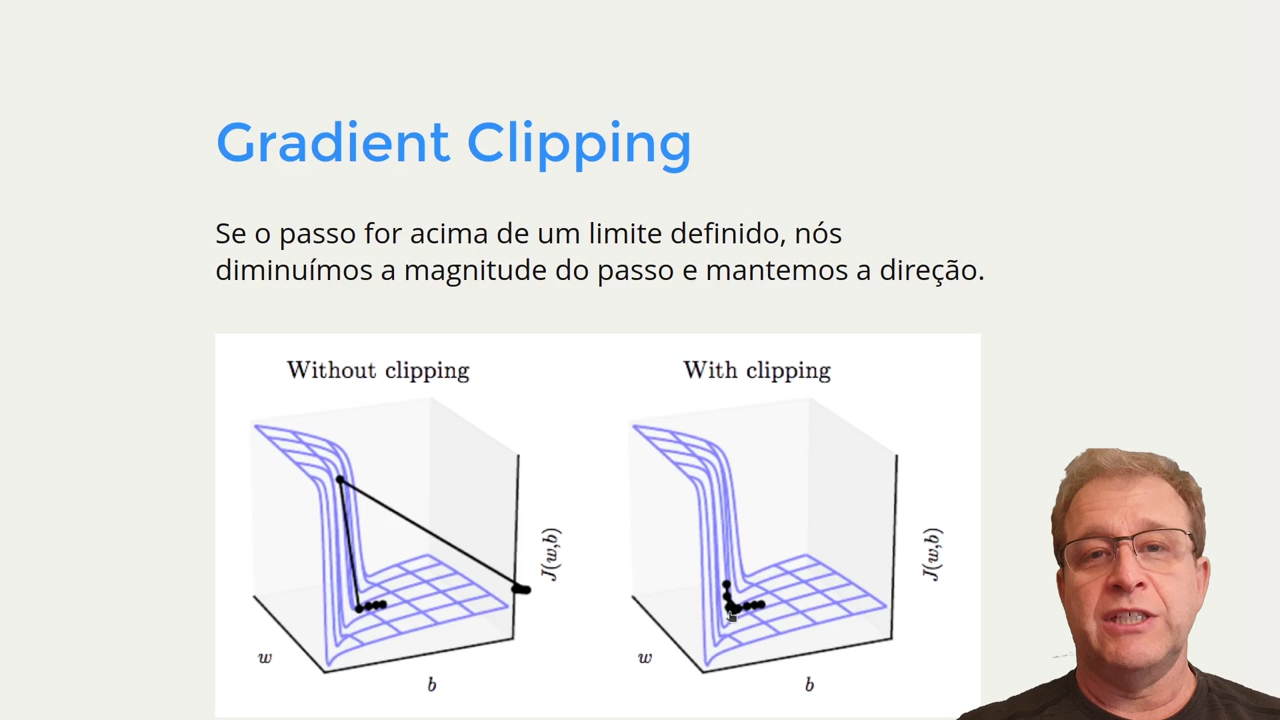 Gradient Clipping
Se o passo for acima de um limite definido, nós
diminuímos a magnitude do passo e mantemos a direção.
Without clipping
With clipping
J(w,b)
J(w,b)
w
w
b
b